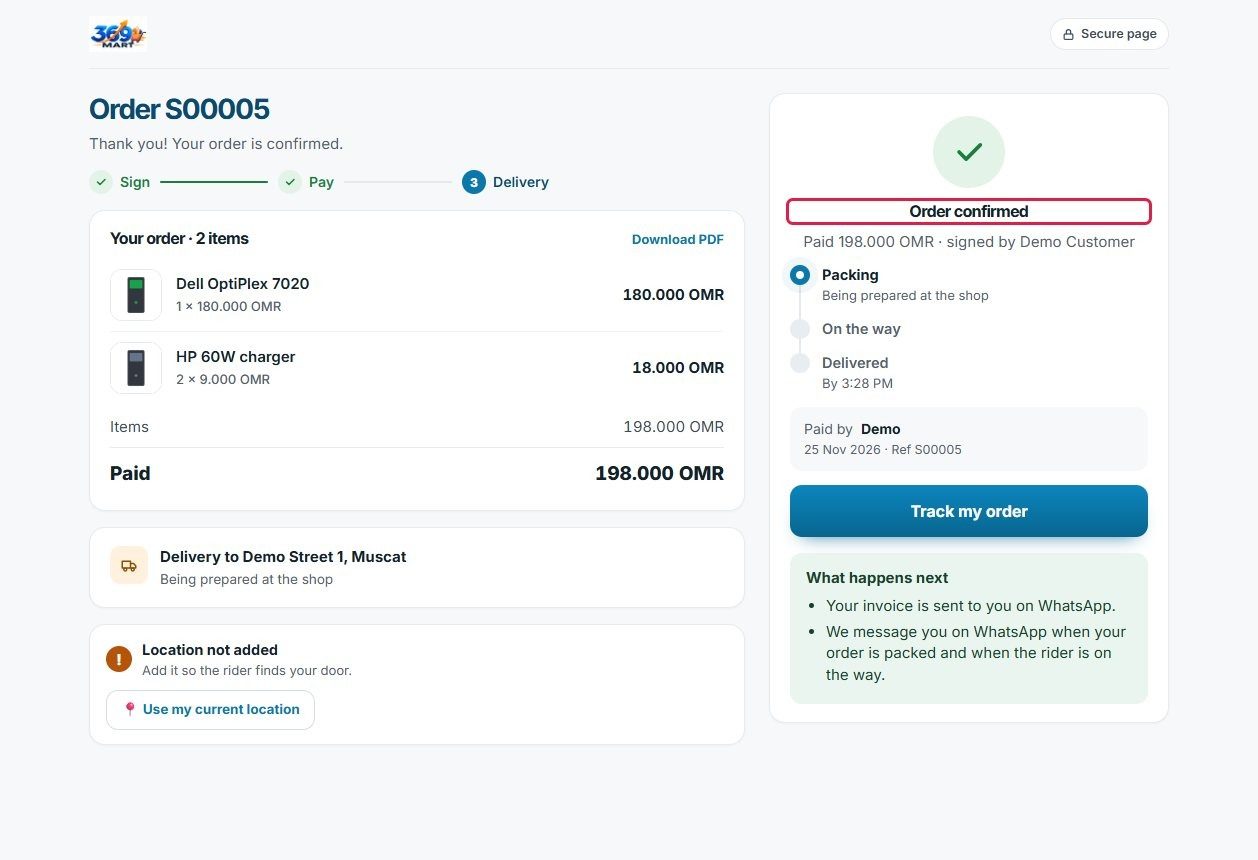 369
MART
Secure page
Order S00005
Thank you! Your order is confirmed.
Sign
Pay
3 Delivery
Your order · 2 items
Download PDF
Dell OptiPlex 7020
1 × 180.000 OMR
180.000 OMR
HP 60W charger
2 × 9.000 OMR
18.000 OMR
Items
198.000 OMR
Paid
198.000 OMR
Delivery to Demo Street 1, Muscat
Being prepared at the shop
Location not added
Add it so the rider finds your door.
Use my current location
Order confirmed
Paid 198.000 OMR · signed by Demo Customer
Packing
Being prepared at the shop
On the way
Delivered
By 3:28 PM
Paid by Demo
25 Nov 2026 · Ref S00005
Track my order
What happens next
• Your invoice is sent to you on WhatsApp.
• We message you on WhatsApp when your
order is packed and when the rider is on
the way.